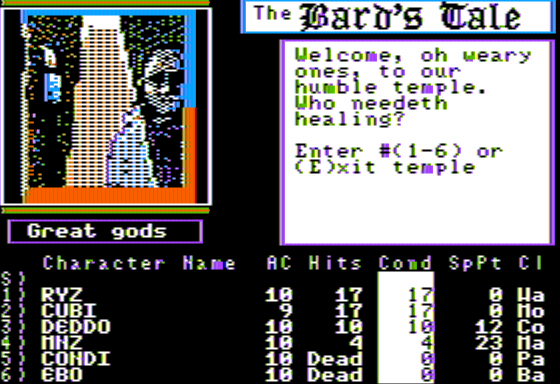 The Bard's Tale
Welcome, oh weary
ones, to our
humble temple.
Who needeth
healing?
Enter #(1-6) or
(E)xit temple
Great gods
Character Name AC Hits Cond SpPt Cl
S)
1) RYZ 10 17 17 0 Wa
2) CUBI 9 17 17 0 Mo
3) DEDDO 10 10 10 12 Co
4) MNZ 10 4 4 23 Ma
5) CONDI 10 Dead 0 0 Pa
6) EBO 10 Dead 0 0 Ba